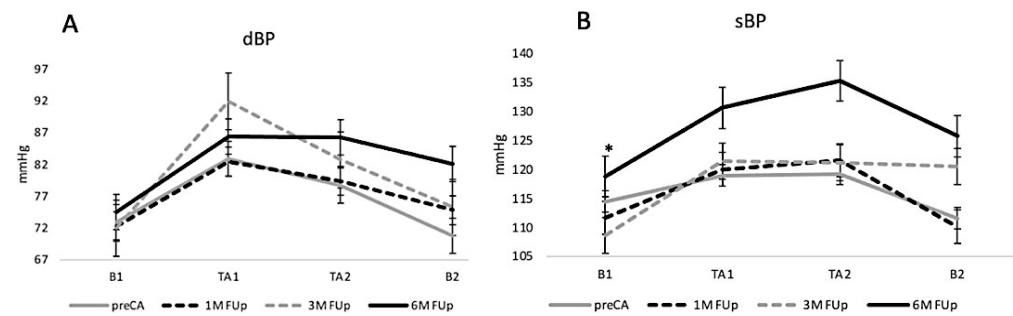 A
dBP
97
92
87
82
77
72
67
mmHg
B1 TA1 TA2 B2
preCA 1M FUp 3M FUp 6M FUp
B
sBP
140
135
130
125
120
115
110
105
mmHg
*
B1 TA1 TA2 B2
preCA 1M FUp 3M FUp 6M FUp